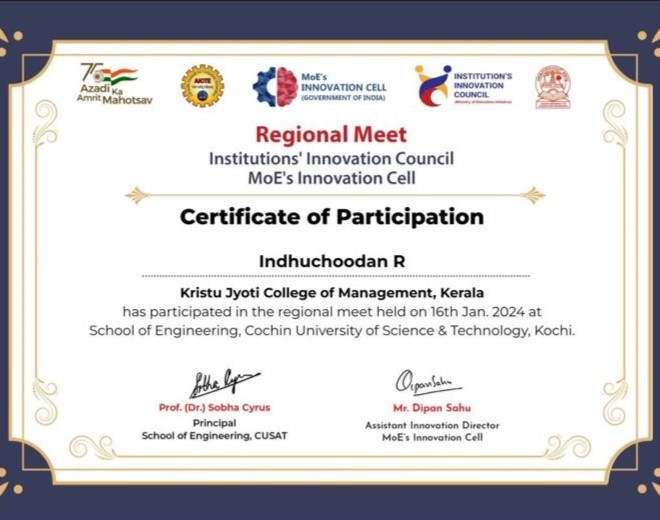 75
Azadi Ka
Amrit Mahotsav
AICTE
MoE's
INNOVATION CELL
(GOVERNMENT OF INDIA)
INSTITUTION'S
INNOVATION
COUNCIL
(Ministry of Education Initiative)
Regional Meet
Institutions' Innovation Council
MoE's Innovation Cell
Certificate of Participation
Indhuchoodan R
Kristu Jyoti College of Management, Kerala
has participated in the regional meet held on 16th Jan. 2024 at
School of Engineering, Cochin University of Science & Technology, Kochi.
Sobha Cyrus
Dipan Sahu
Prof. (Dr.) Sobha Cyrus
Mr. Dipan Sahu
Principal
Assistant Innovation Director
School of Engineering, CUSAT
MoE's Innovation Cell